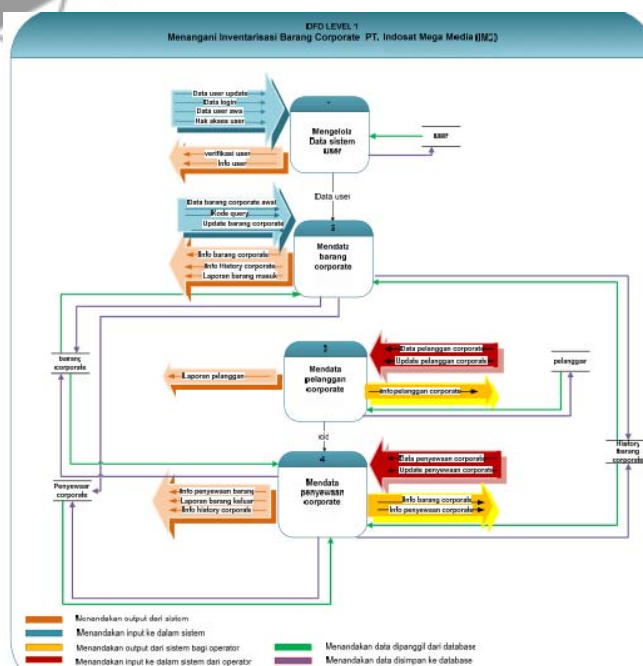 DFD LEVEL 1
Menangani Inventarisasi Barang Corporate PT. Indosat Mega Media (IM2)
Data user update
Data login
Data user awal
Hak akses user
verifikasi user
Info user
1
Mengelola
Data sistem
user
user
Data user
Data barang corporate awal
Kode query
Update barang corporate
Info barang corporate
Info History corporate
Laporan barang masuk
2
Mendata
barang
corporate
barang
corporate
3
Mendata
pelanggan
corporate
Laporan pelanggan
Data pelanggan corporate
Update pelanggan corporate
Infopelanggan corporate
pelanggan
cid
History
Barang
corporate
Penyewaan
corporate
4
Mendata
penyewaan
corporate
Info penyewaan barang
Laporan barang keluar
Info history corporate
Data penyewaan corporate
Update penyewaan corporate
Info barang corporate
Info penyewaan corporate
Menandakan output dari sistem
Menandakan input ke dalam sistem
Menandakan output dari sistem bagi operator
Menandakan input ke dalam sistem dari operator
Menandakan data dipanggil dari database
Menandakan data disimpan ke database